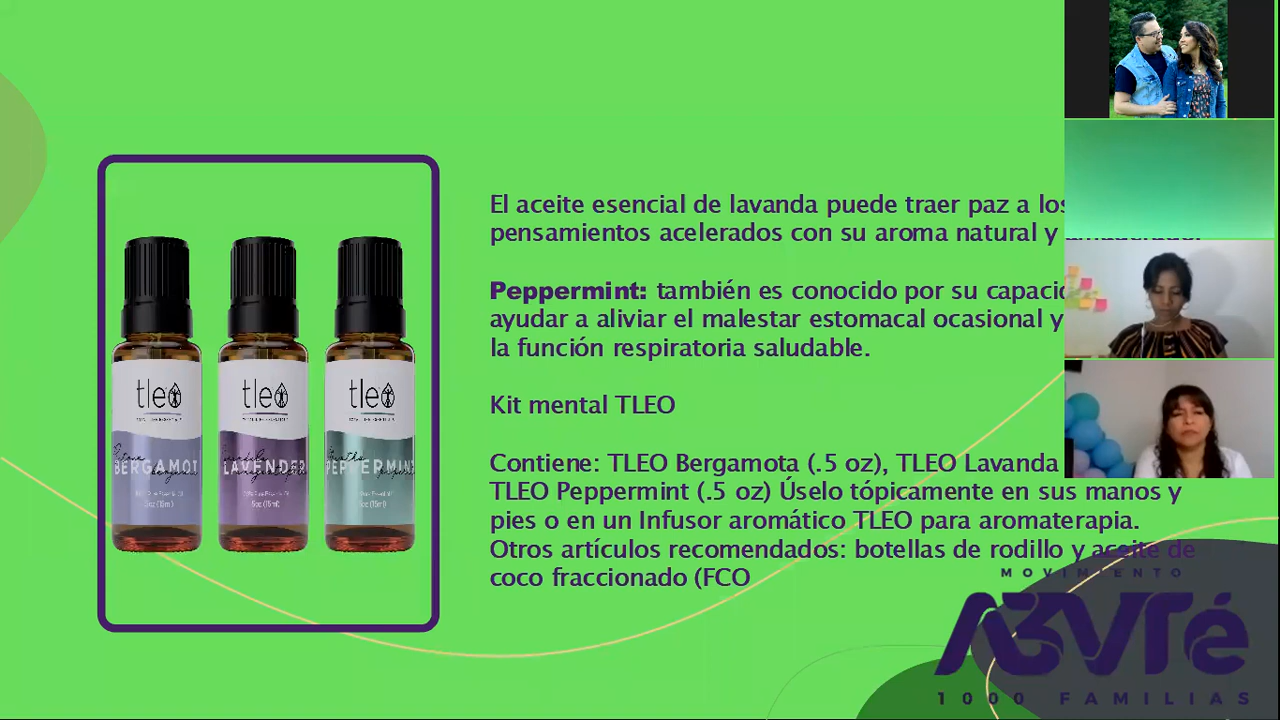 El aceite esencial de lavanda puede traer paz a los
pensamientos acelerados con su aroma natural y
Peppermint: también es conocido por su
ayudar a aliviar el malestar estomacal ocasional y
la función respiratoria saludable.
Kit mental TLEO
Contiene: TLEO Bergamota (.5 oz), TLEO Lavanda
TLEO Peppermint (.5 oz) Úselo tópicamente en sus manos y
pies o en un Infusor aromático TLEO para aromaterapia.
Otros artículos recomendados: botellas de rodillo y aceite de
coco fraccionado (FCO
tleo
BERGAMOT
tleo
LAVENDER
tleo
PEPPERMINT
MOVIMIENTO
1000 FAMILIAS